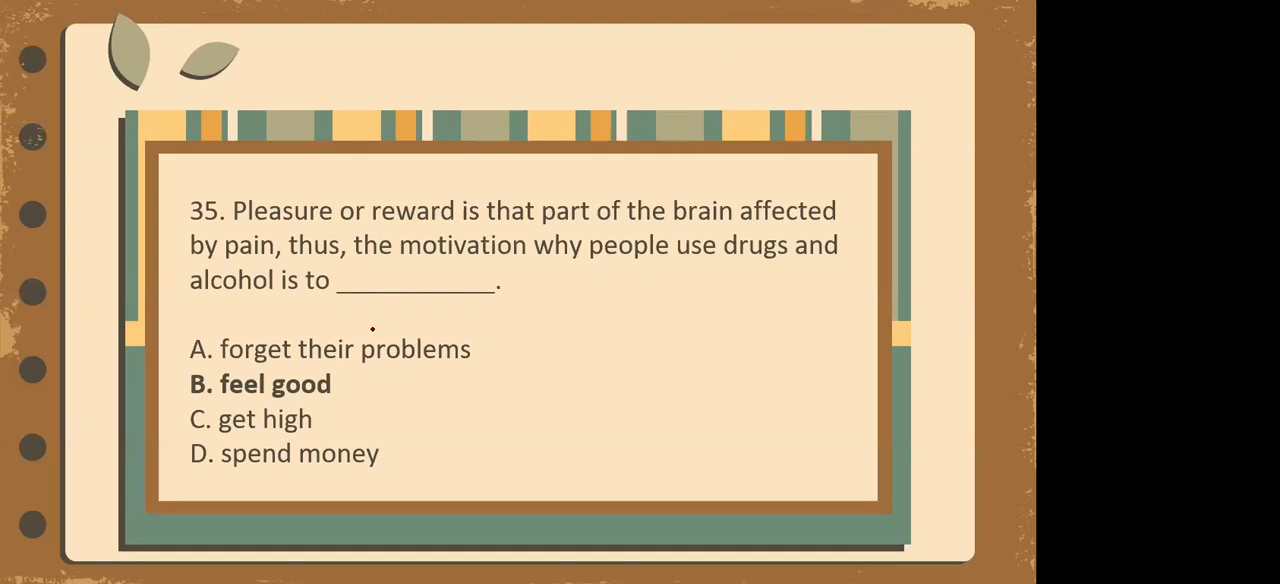 35. Pleasure or reward is that part of the brain affected
by pain, thus, the motivation why people use drugs and
alcohol is to ____________.
A. forget their problems
B. feel good
C. get high
D. spend money